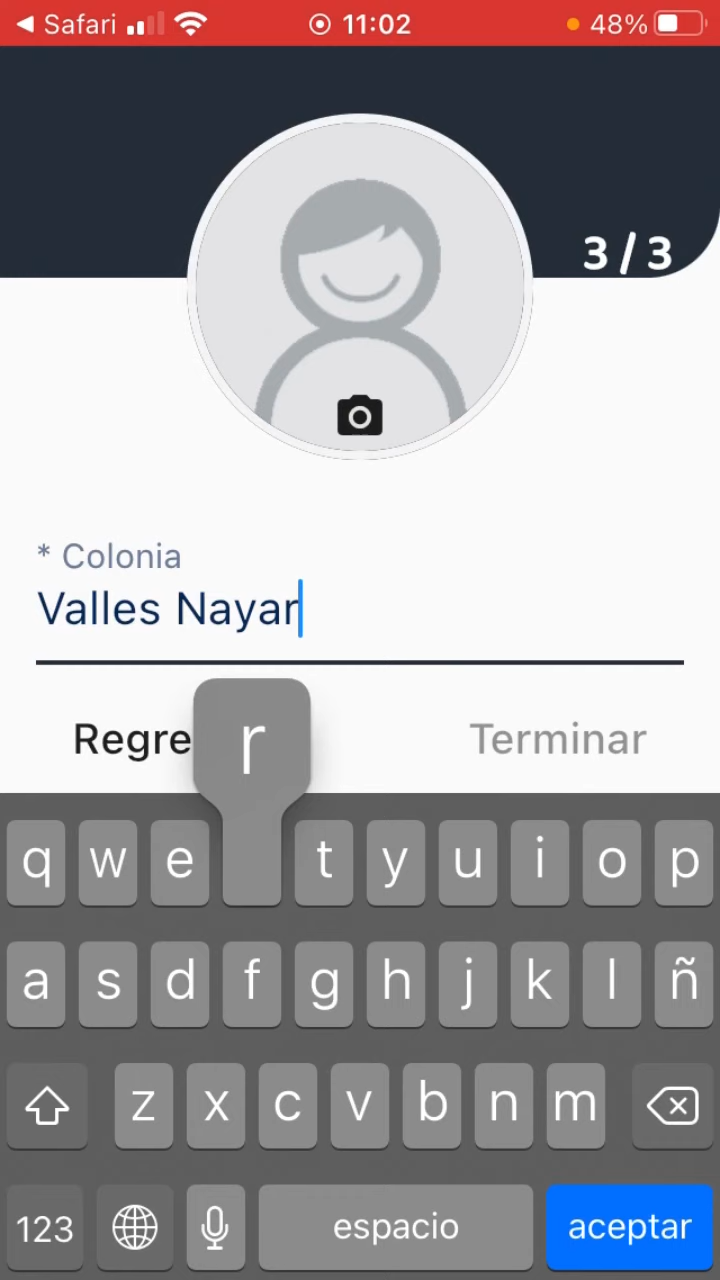 Safari 11:02 48%
3 / 3
* Colonia
Valles Nayar
Regre Terminar
r
q w e t y u i o p
a s d f g h j k l ñ
z x c v b n m
123 espacio aceptar